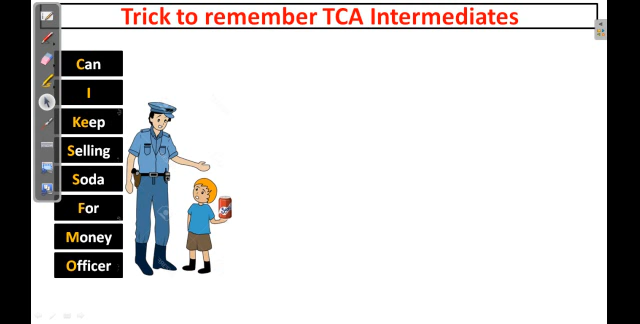 Trick to remember TCA Intermediates
Can
I
Keep
Selling
Soda
For
Money
Officer